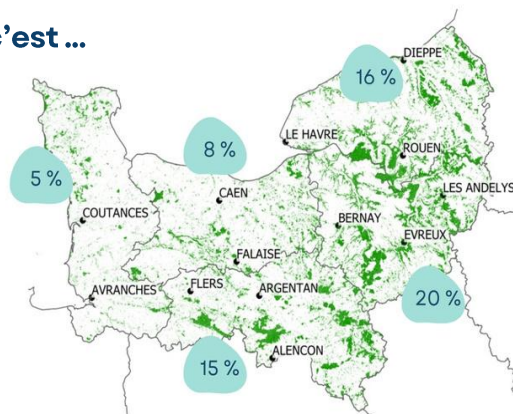 c'est ...
DIEPPE
16 %
LE HAVRE
ROUEN
8 %
5 %
CAEN
LES ANDELYS
COUTANCES
BERNAY
EVREUX
FALAISE
AVRANCHES
FLERS
ARGENTAN
20 %
ALENCON
15 %